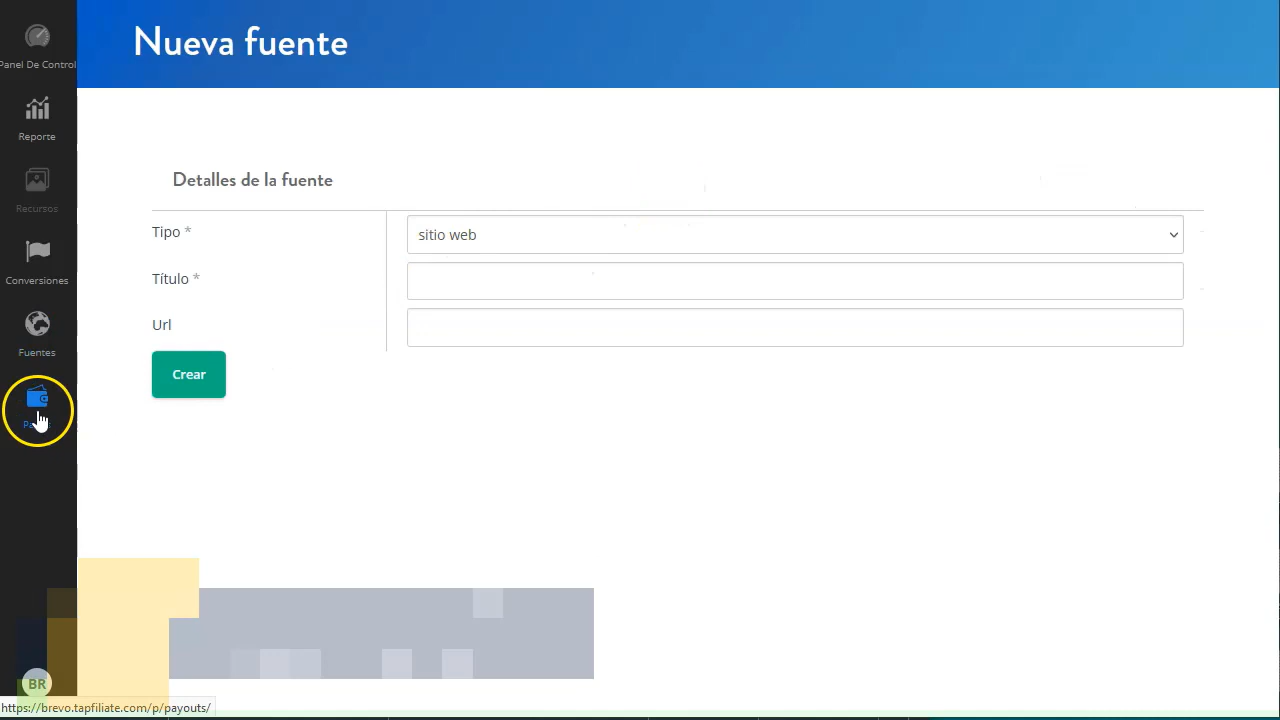 Nueva fuente
Panel De Control
Reporte
Recursos
Conversiones
Fuentes
Detalles de la fuente
Tipo *
sitio web
Título *
Url
Crear
BR
https://brevo.tapfiliate.com/p/payouts/